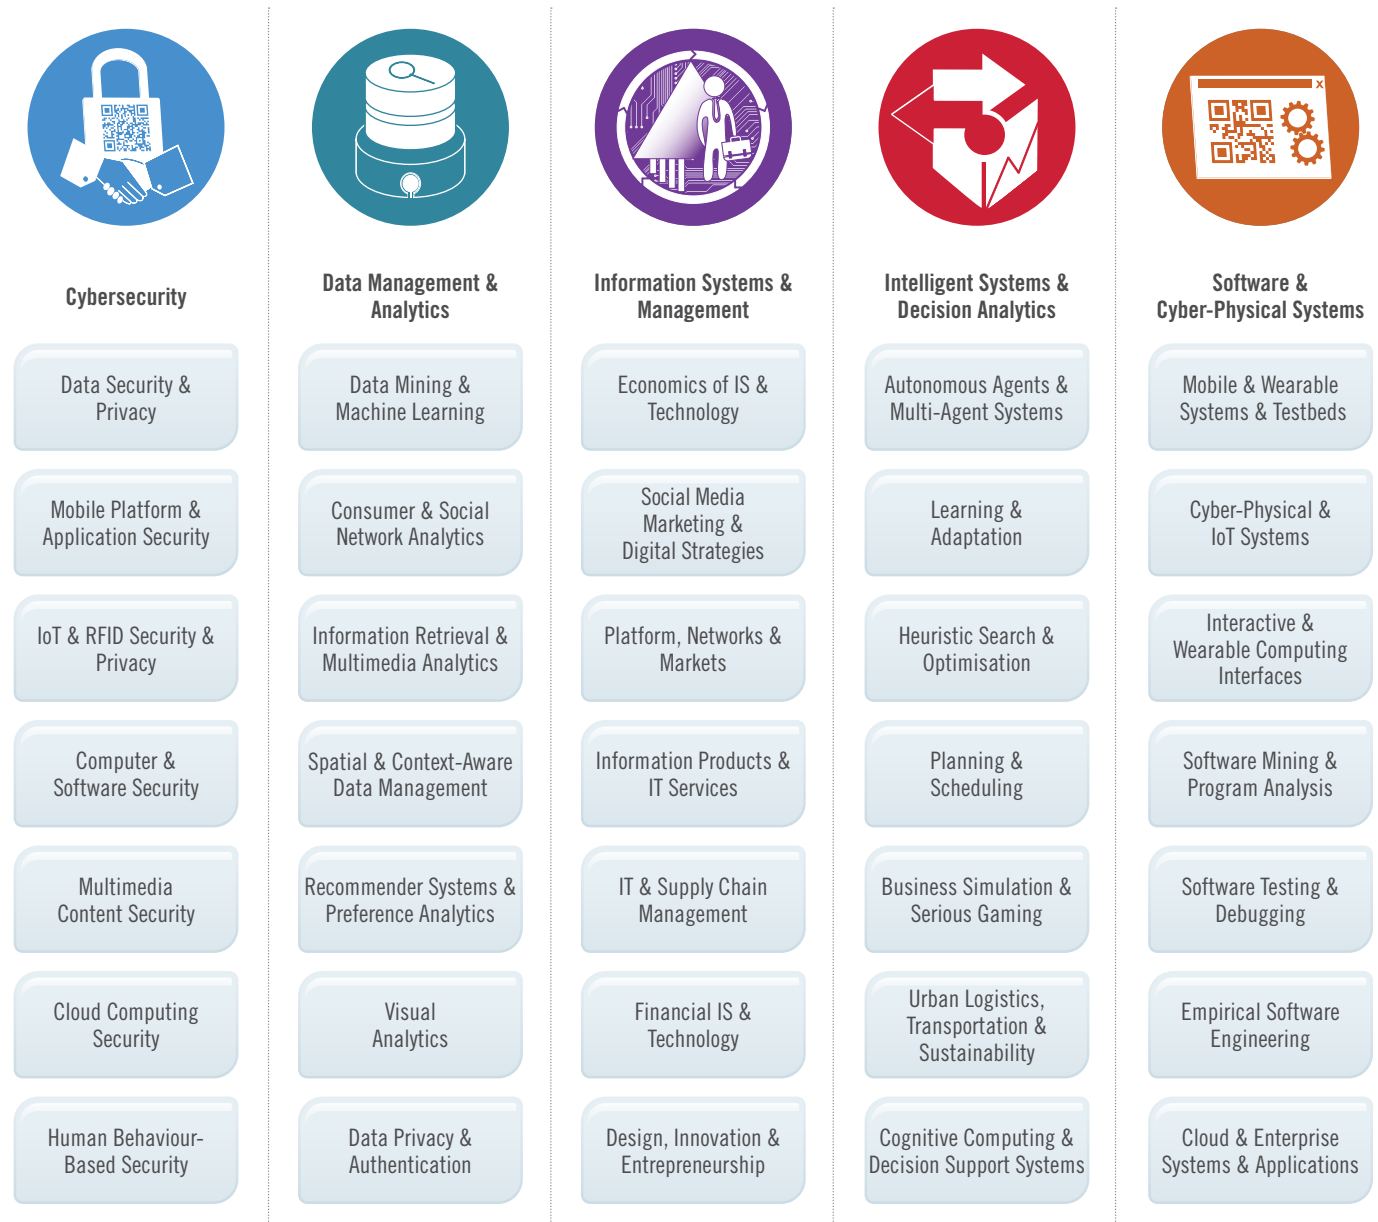 Cybersecurity
Data Security &
Privacy
Mobile Platform &
Application Security
IoT & RFID Security &
Privacy
Computer &
Software Security
Multimedia
Content Security
Cloud Computing
Security
Human Behaviour-
Based Security
Data Management &
Analytics
Data Mining &
Machine Learning
Consumer & Social
Network Analytics
Information Retrieval &
Multimedia Analytics
Spatial & Context-Aware
Data Management
Recommender Systems &
Preference Analytics
Visual
Analytics
Data Privacy &
Authentication
Information Systems &
Management
Economics of IS &
Technology
Social Media
Marketing &
Digital Strategies
Platform, Networks &
Markets
Information Products &
IT Services
IT & Supply Chain
Management
Financial IS &
Technology
Design, Innovation &
Entrepreneurship
Intelligent Systems &
Decision Analytics
Autonomous Agents &
Multi-Agent Systems
Learning &
Adaptation
Heuristic Search &
Optimisation
Planning &
Scheduling
Business Simulation &
Serious Gaming
Urban Logistics,
Transportation &
Sustainability
Cognitive Computing &
Decision Support Systems
X
Software &
Cyber-Physical Systems
Mobile & Wearable
Systems & Testbeds
Cyber-Physical &
IoT Systems
Interactive &
Wearable Computing
Interfaces
Software Mining &
Program Analysis
Software Testing &
Debugging
Empirical Software
Engineering
Cloud & Enterprise
Systems & Applications